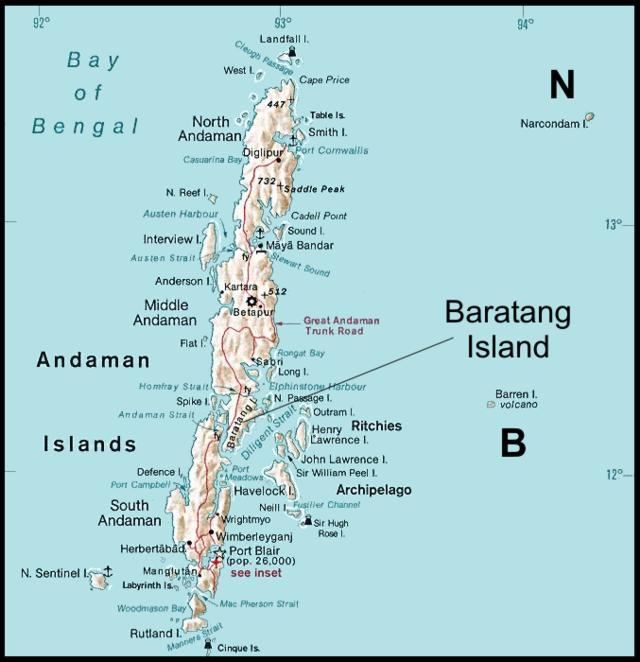 92°
93°
94°
Landfall I.
Cleugh Passage
West I.
Cape Price
Bay
of
Bengal
N
447
Table Is.
Narcondam I.
North
Andaman
Smith I.
Diglipur
Port Cornwallis
Casuarina Bay
732
Saddle Peak
N. Reef I.
Austen Harbour
Cadell Point
13°
Sound I.
Interview I.
Māyā Bandar
Austen Strait
fy
Stewart Sound
Anderson I.
Kartara
512
Middle
Andaman
Betapur
Great Andaman
Trunk Road
Baratang
Island
Flat I.
Rongat Bay
Andaman
Sabri
Long I.
Homfray Strait
fy
Elphinstone Harbour
Spike I.
N. Passage I.
Barren I.
volcano
Andaman Strait
Outram I.
Baratang I.
Diligent Strait
fy
Henry
Lawrence I.
Ritchies
Islands
B
John Lawrence I.
Defence I.
Port
Meadows
Sir William Peel I.
12°
Port Campbell
Havelock I.
Archipelago
South
Andaman
Neill I.
Fusilier Channel
Wrightmyo
Sir Hugh
Rose I.
Wimberleyganj
Herbertābād
Port Blair
(pop. 26,000)
see inset
N. Sentinel I.
Manglutān
Labyrinth Is.
Woodmason Bay
Mac Pherson Strait
Rutland I.
Manners Strait
Cinque Is.